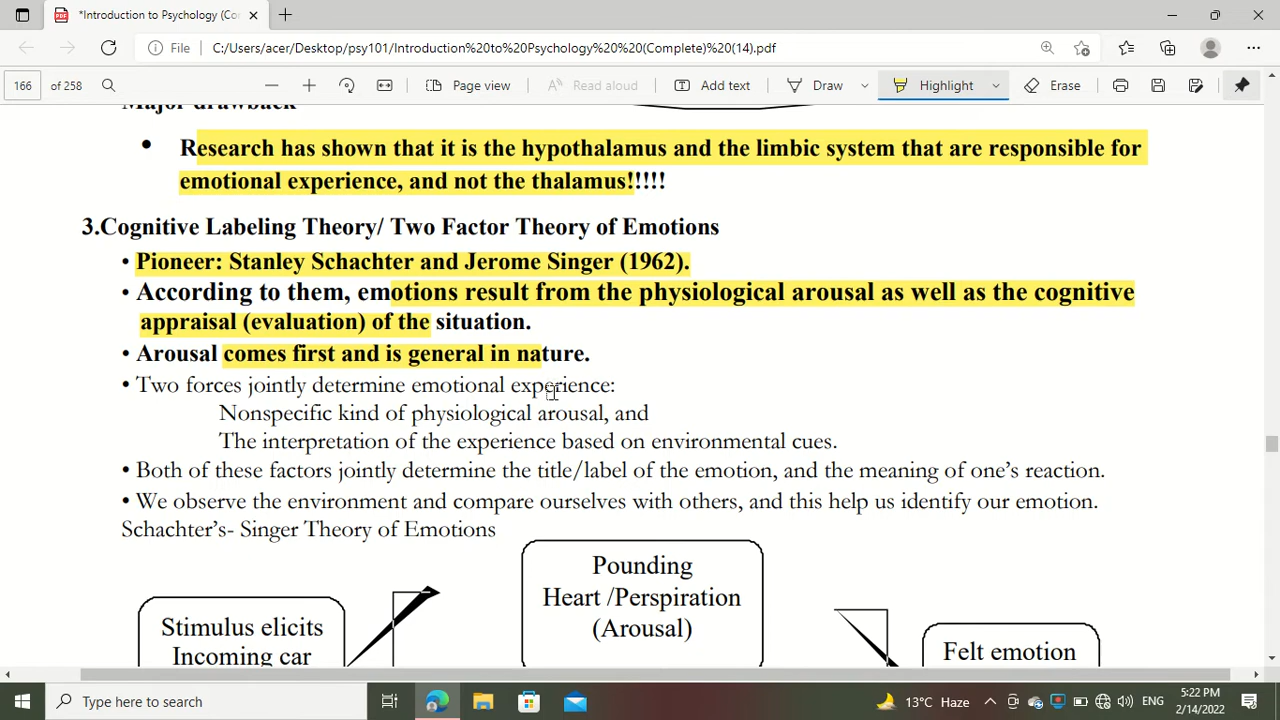 *Introduction to Psychology (Co
File
C:/Users/acer/Desktop/psy101/Introduction%20to%20Psychology%20%20(Complete)%20(14).pdf
166
of 258
Page view
Read aloud
Add text
Draw
Highlight
Erase
Major drawback
• Research has shown that it is the hypothalamus and the limbic system that are responsible for
emotional experience, and not the thalamus!!!!!
3.Cognitive Labeling Theory/ Two Factor Theory of Emotions
• Pioneer: Stanley Schachter and Jerome Singer (1962).
• According to them, emotions result from the physiological arousal as well as the cognitive
appraisal (evaluation) of the situation.
• Arousal comes first and is general in nature.
• Two forces jointly determine emotional experience:
Nonspecific kind of physiological arousal, and
The interpretation of the experience based on environmental cues.
• Both of these factors jointly determine the title/label of the emotion, and the meaning of one's reaction.
• We observe the environment and compare ourselves with others, and this help us identify our emotion.
Schachter's- Singer Theory of Emotions
Pounding
Heart /Perspiration
(Arousal)
Stimulus elicits
Incoming car
Felt emotion
Type here to search
13°C Haze
ENG
5:22 PM
2/14/2022